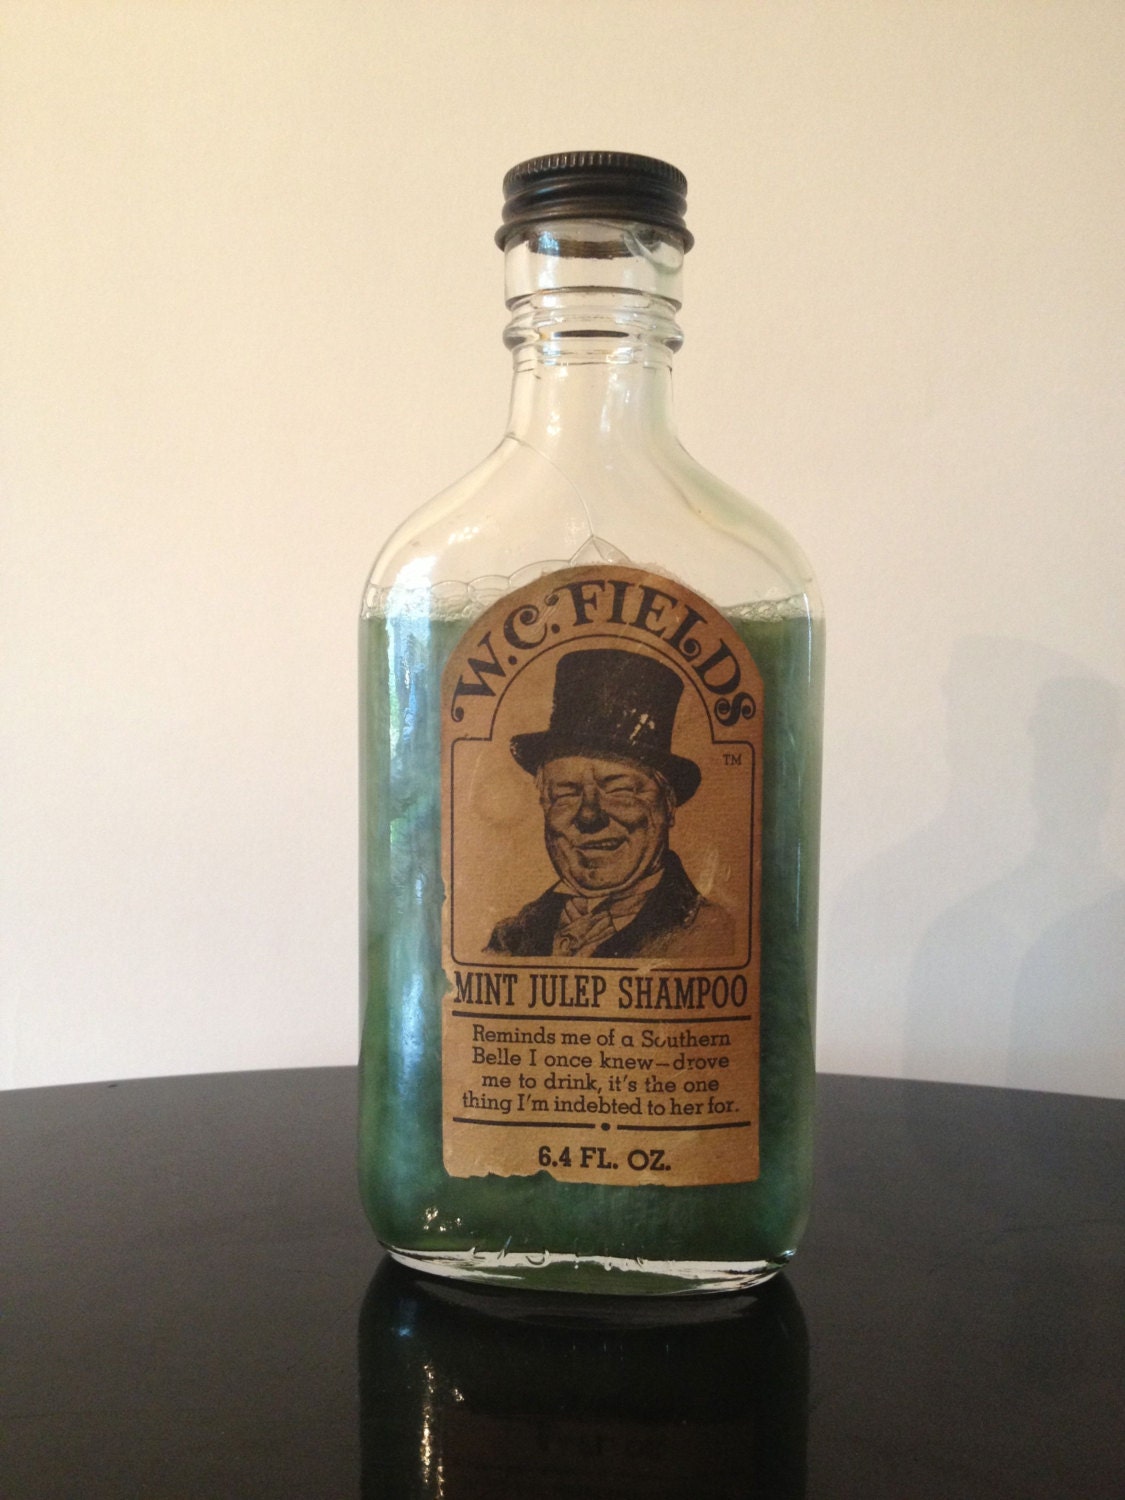 W.C. FIELDS
TM
MINT JULEP SHAMPOO
Reminds me of a Southern
Belle I once knew—drove
me to drink, it's the one
thing I'm indebted to her for.
6.4 FL. OZ.